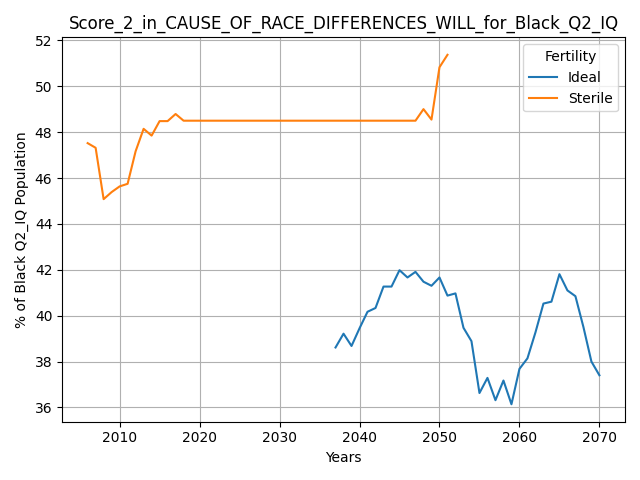 Score_2_in_CAUSE_OF_RACE_DIFFERENCES_WILL_for_Black_Q2_IQ
52
50
48
46
44
42
40
38
36
% of Black Q2_IQ Population
Fertility
Ideal
Sterile
2010 2020 2030 2040 2050 2060 2070
Years